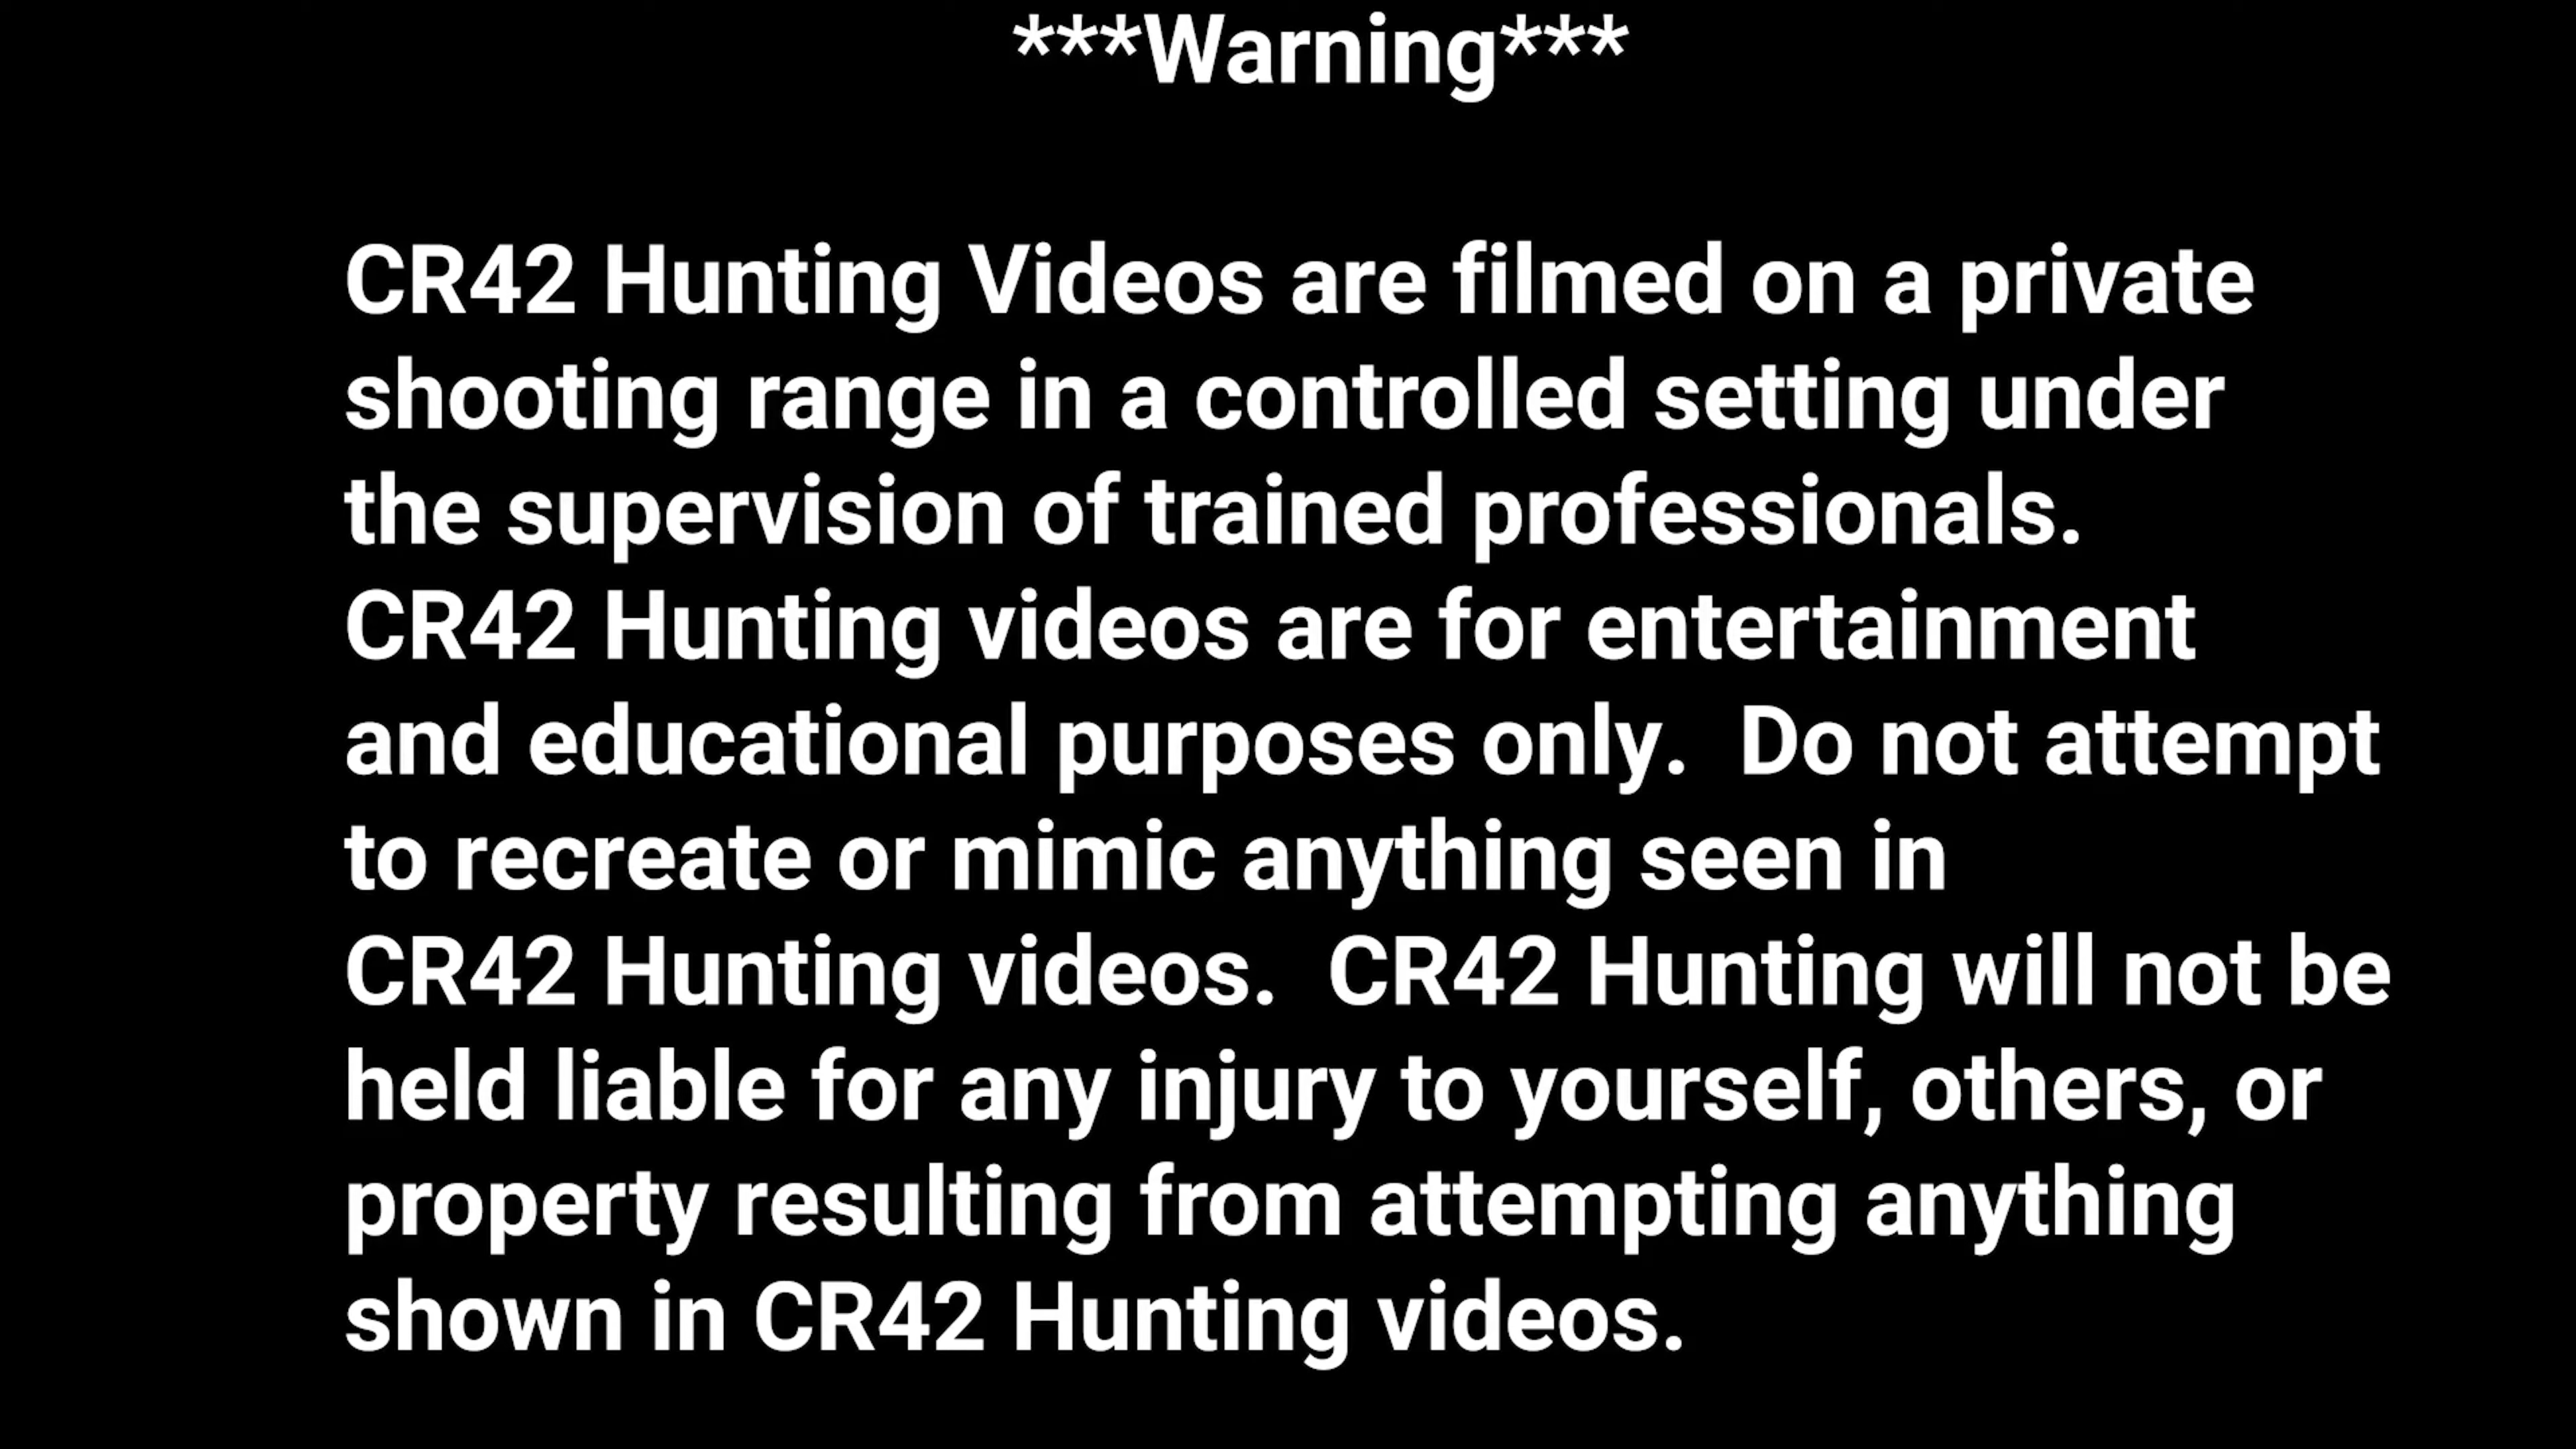 ***Warning***
CR42 Hunting Videos are filmed on a private
shooting range in a controlled setting under
the supervision of trained professionals.
CR42 Hunting videos are for entertainment
and educational purposes only.  Do not attempt
to recreate or mimic anything seen in
CR42 Hunting videos.  CR42 Hunting will not be
held liable for any injury to yourself, others, or
property resulting from attempting anything
shown in CR42 Hunting videos.